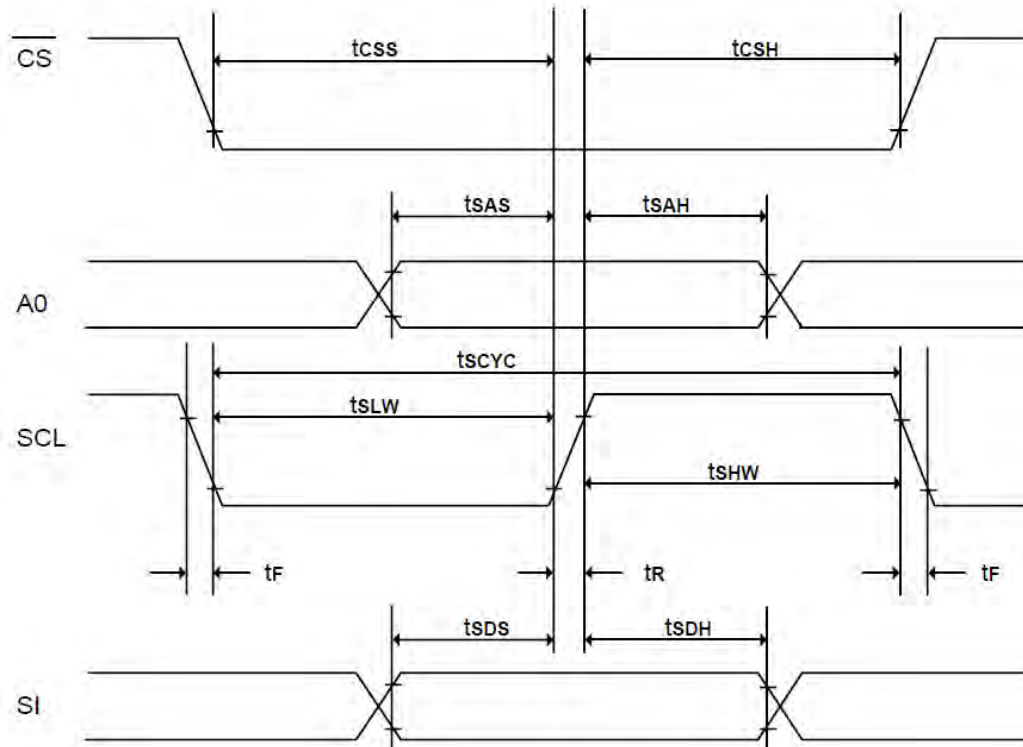 CS
tCSS
tCSH
tSAS
tSAH
A0
tSCYC
tSLW
SCL
tSHW
tF
tR
tF
tSDS
tSDH
SI